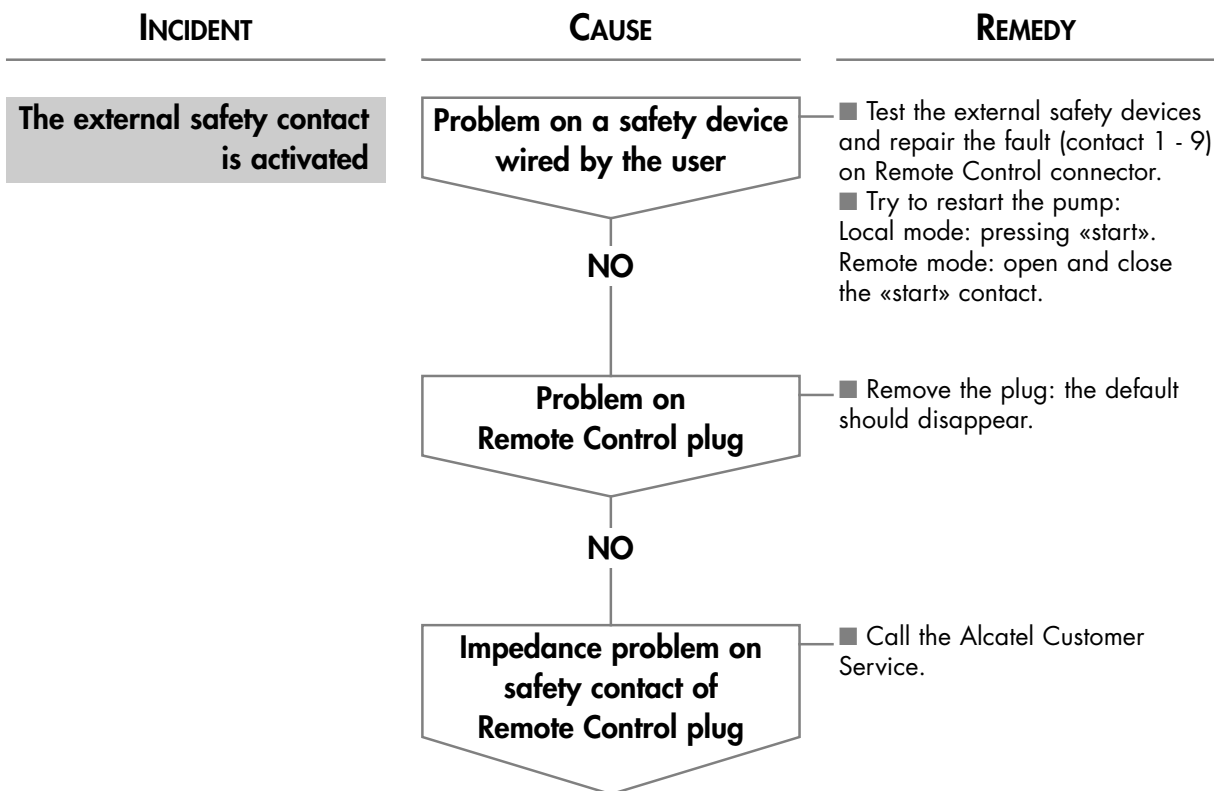 INCIDENT
CAUSE
REMEDY
The external safety contact
is activated
Problem on a safety device
wired by the user
■ Test the external safety devices
and repair the fault (contact 1 - 9)
on Remote Control connector.
■ Try to restart the pump:
Local mode: pressing «start».
Remote mode: open and close
the «start» contact.
NO
Problem on
Remote Control plug
■ Remove the plug: the default
should disappear.
NO
Impedance problem on
safety contact of
Remote Control plug
■ Call the Alcatel Customer
Service.